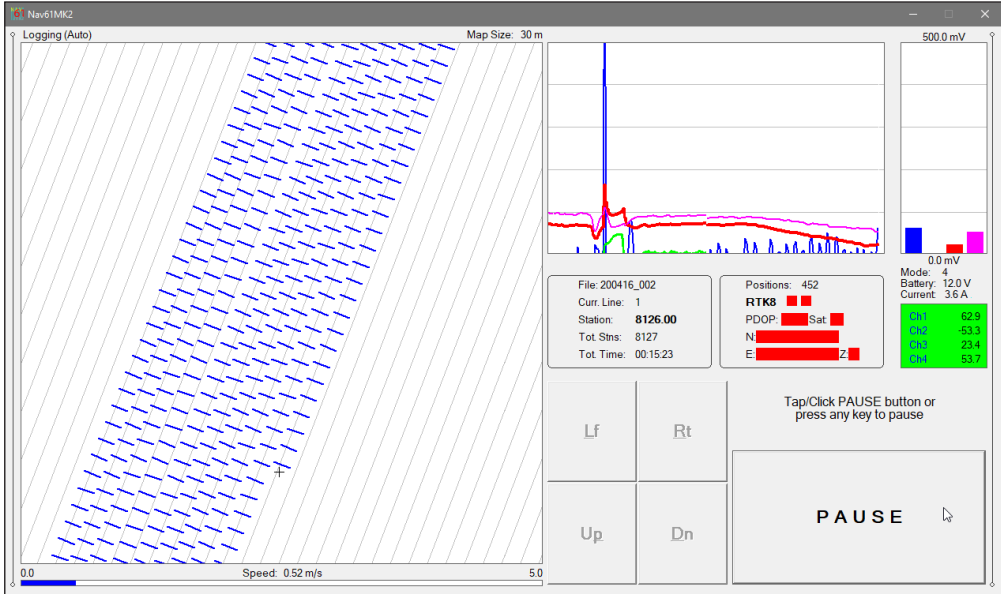 Nav61MK2
Logging (Auto)
Map Size: 30 m
500.0 mV
0.0 mV
Mode: 4
Battery: 12.0 V
Current: 3.6 A
File: 200416_002
Curr. Line: 1
Station: 8126.00
Tot. Stns: 8127
Tot. Time: 00:15:23
Positions: 452
RTK8
PDOP: Sat:
N:
E: Z:
Ch1 62.9
Ch2 -53.3
Ch3 23.4
Ch4 53.7
Tap/Click PAUSE button or
press any key to pause
Lf
Rt
Up
Dn
PAUSE
0.0
Speed: 0.52 m/s
5.0